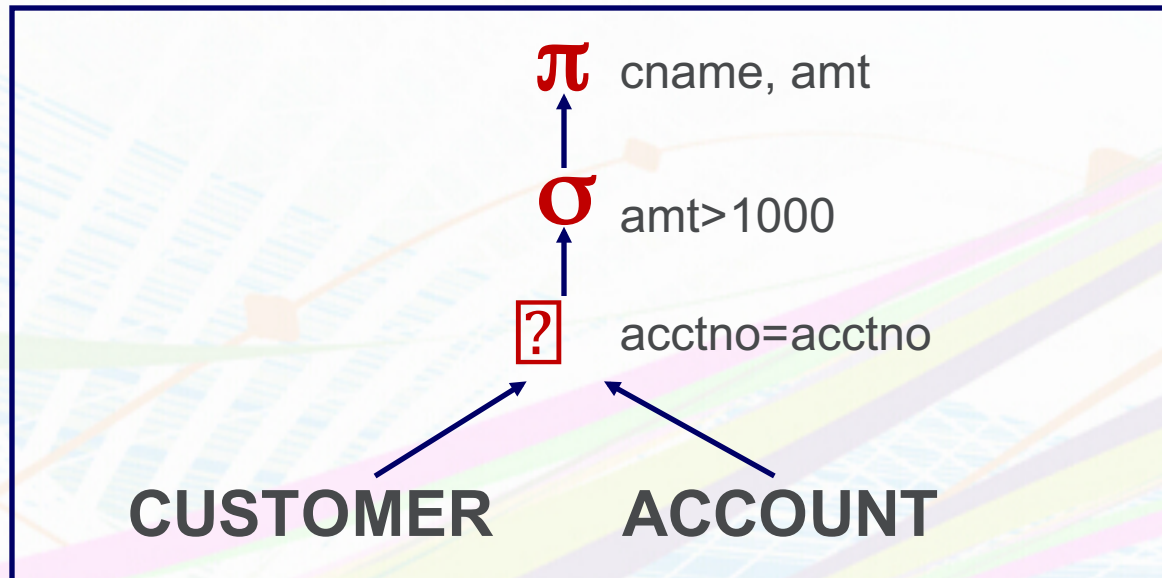 π cname, amt
σ amt>1000
? acctno=acctno
CUSTOMER ACCOUNT